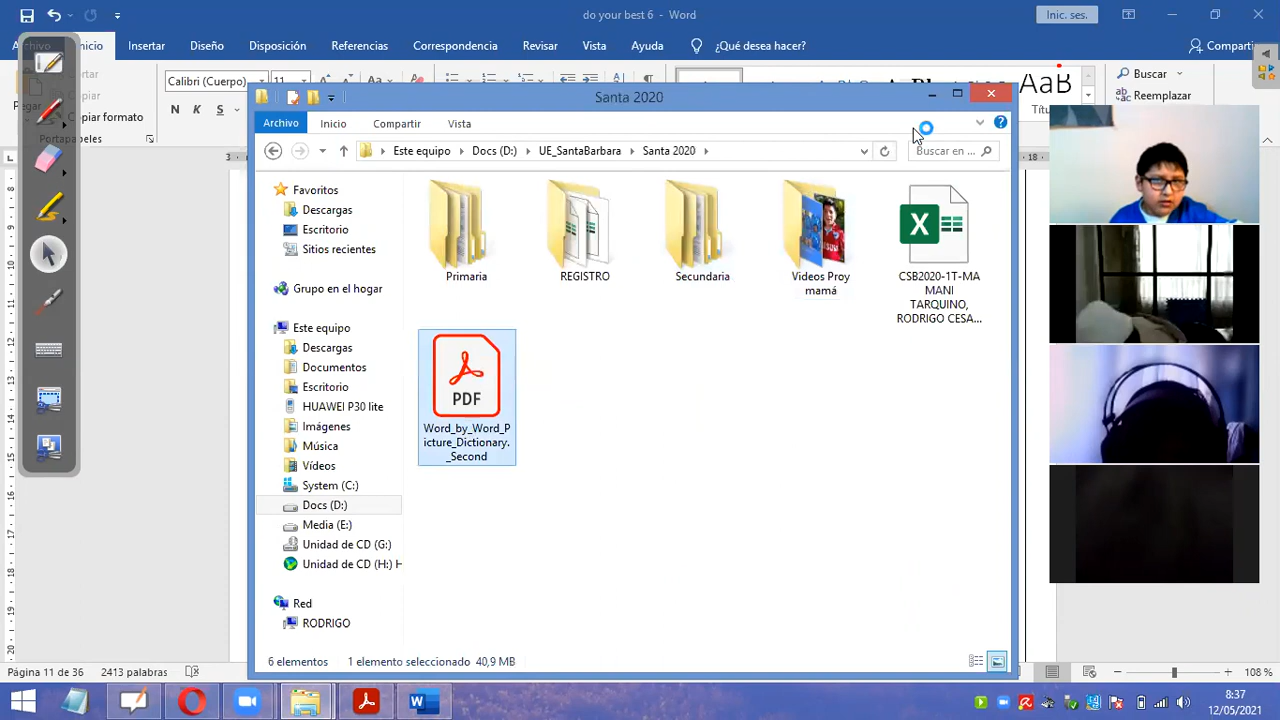 do your best 6 - Word
Inic. ses.
Archivo Inicio Insertar Diseño Disposición Referencias Correspondencia Revisar Vista Ayuda ¿Qué desea hacer?
Calibri (Cuerpo) 11
Buscar
Reemplazar
N K S
Portapapeles
Santa 2020
Archivo Inicio Compartir Vista
Este equipo Docs (D:) UE_SantaBarbara Santa 2020
Buscar en ...
Favoritos
Descargas
Escritorio
Sitios recientes
Grupo en el hogar
Este equipo
Descargas
Documentos
Escritorio
HUAWEI P30 lite
Imágenes
Música
Vídeos
System (C:)
Docs (D:)
Media (E:)
Unidad de CD (G:)
Unidad de CD (H:) H
Red
RODRIGO
Primaria
REGISTRO
Secundaria
Videos Proy
mamá
CSB2020-1T-MA
MANI
TARQUINO,
RODRIGO CESA...
PDF
Word_by_Word_P
icture_Dictionary.
_Second
6 elementos 1 elemento seleccionado 40,9 MB
Página 11 de 36 2413 palabras
108 %
8:37
12/05/2021